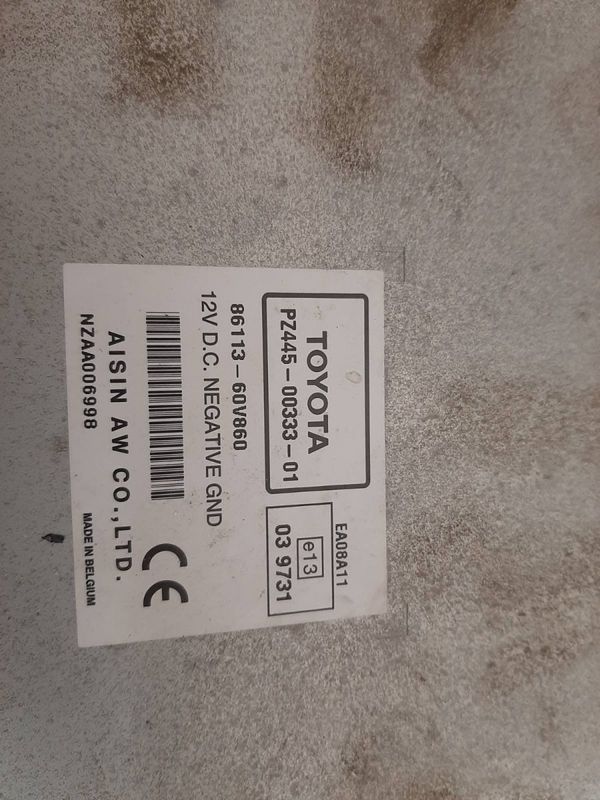 TOYOTA
PZ445-00333-01
EA08A11
e13
03 9731
86113-60V860
12V D.C. NEGATIVE GND
CE
AISIN AW CO.,LTD.
NZAA006998
MADE IN BELGIUM